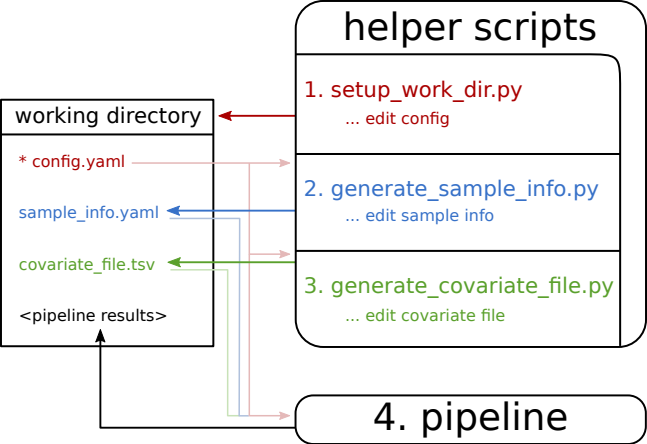 helper scripts
1. setup_work_dir.py
... edit config
working directory
* config.yaml
2. generate_sample_info.py
sample_info.yaml
... edit sample info
covariate_file.tsv
3. generate_covariate_file.py
<pipeline results>
... edit covariate file
4. pipeline